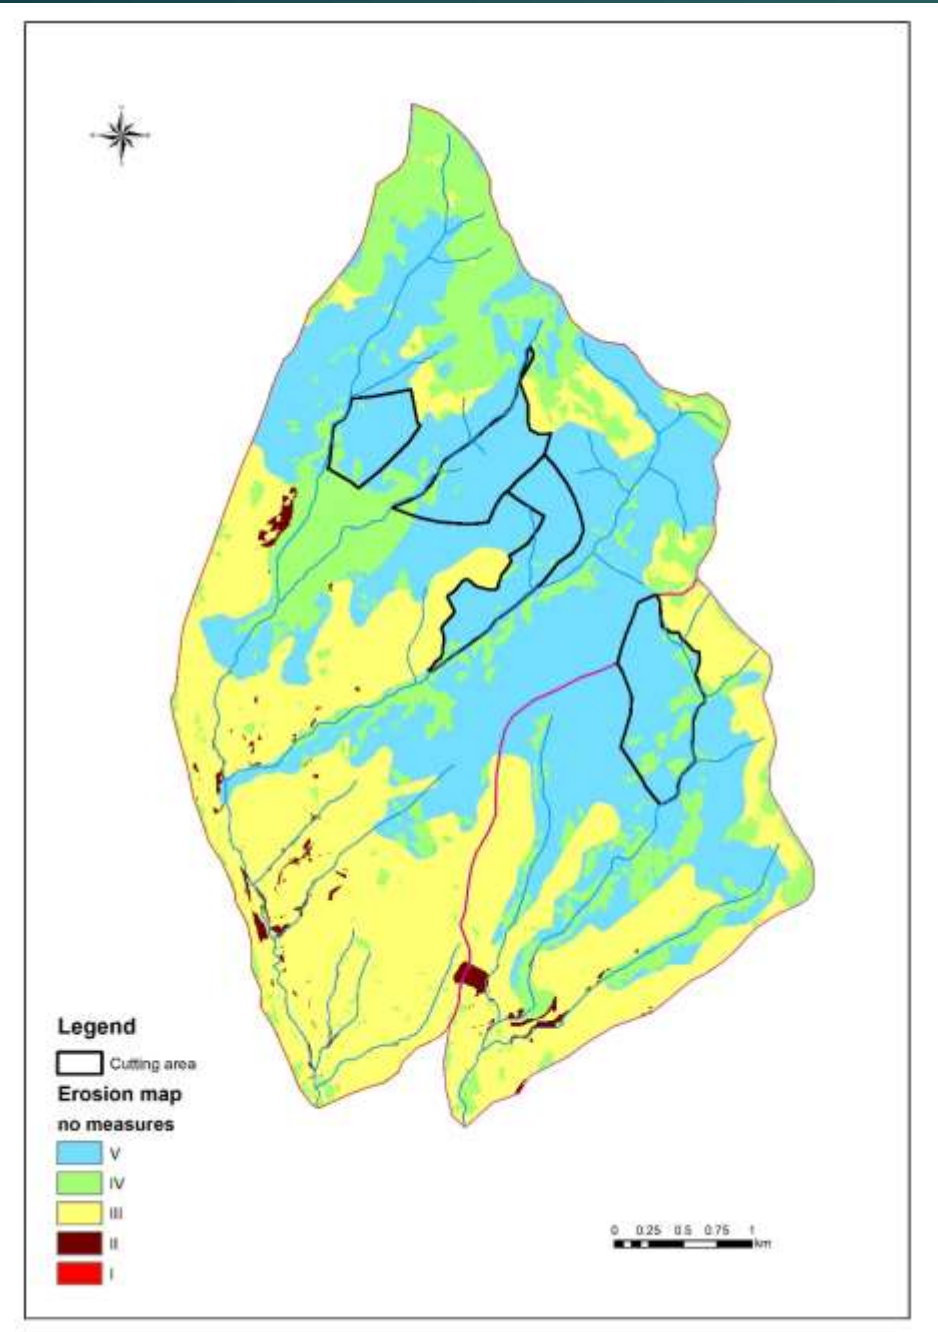 Legend
Cutting area
Erosion map
no measures
V
IV
III
II
I
0 0.25 0.5 0.75 1
km